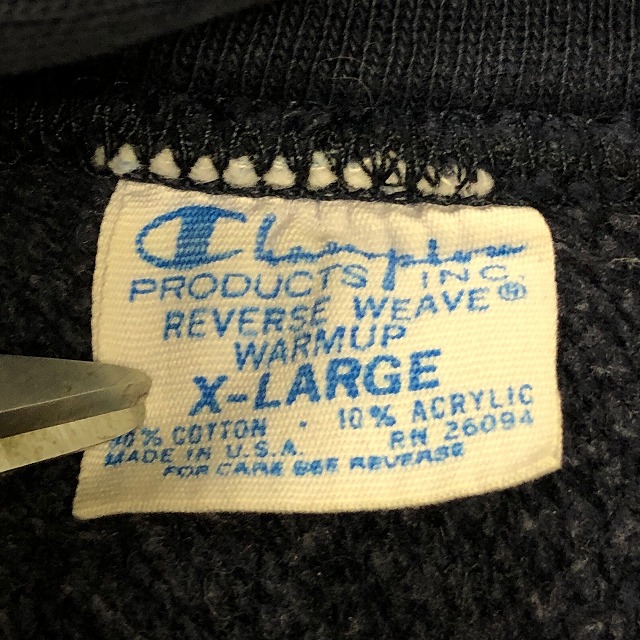 Champion
PRODUCTS INC.
REVERSE WEAVE®
WARMUP
X-LARGE
% COTTON · 10% ACRYLIC
MADE IN U.S.A. RN 26094
FOR CARE SEE REVERSE